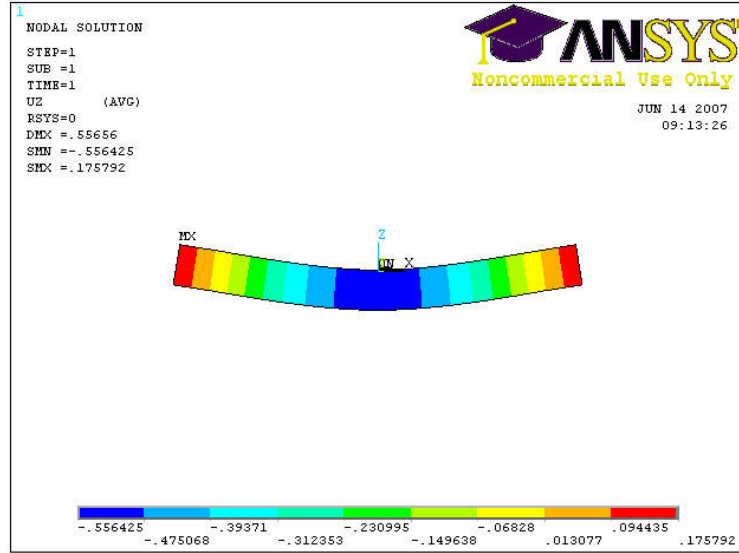 1
NODAL SOLUTION
STEP=1
SUB =1
TIME=1
UZ (AVG)
RSYS=0
DMX =.55656
SMN =-.556425
SMX =.175792
ANSYS
Noncommercial Use Only
JUN 14 2007
09:13:26
MX
Z
X
-.556425 -.39371 -.230995 -.06828 .094435
-.475068 -.312353 -.149638 .013077 .175792